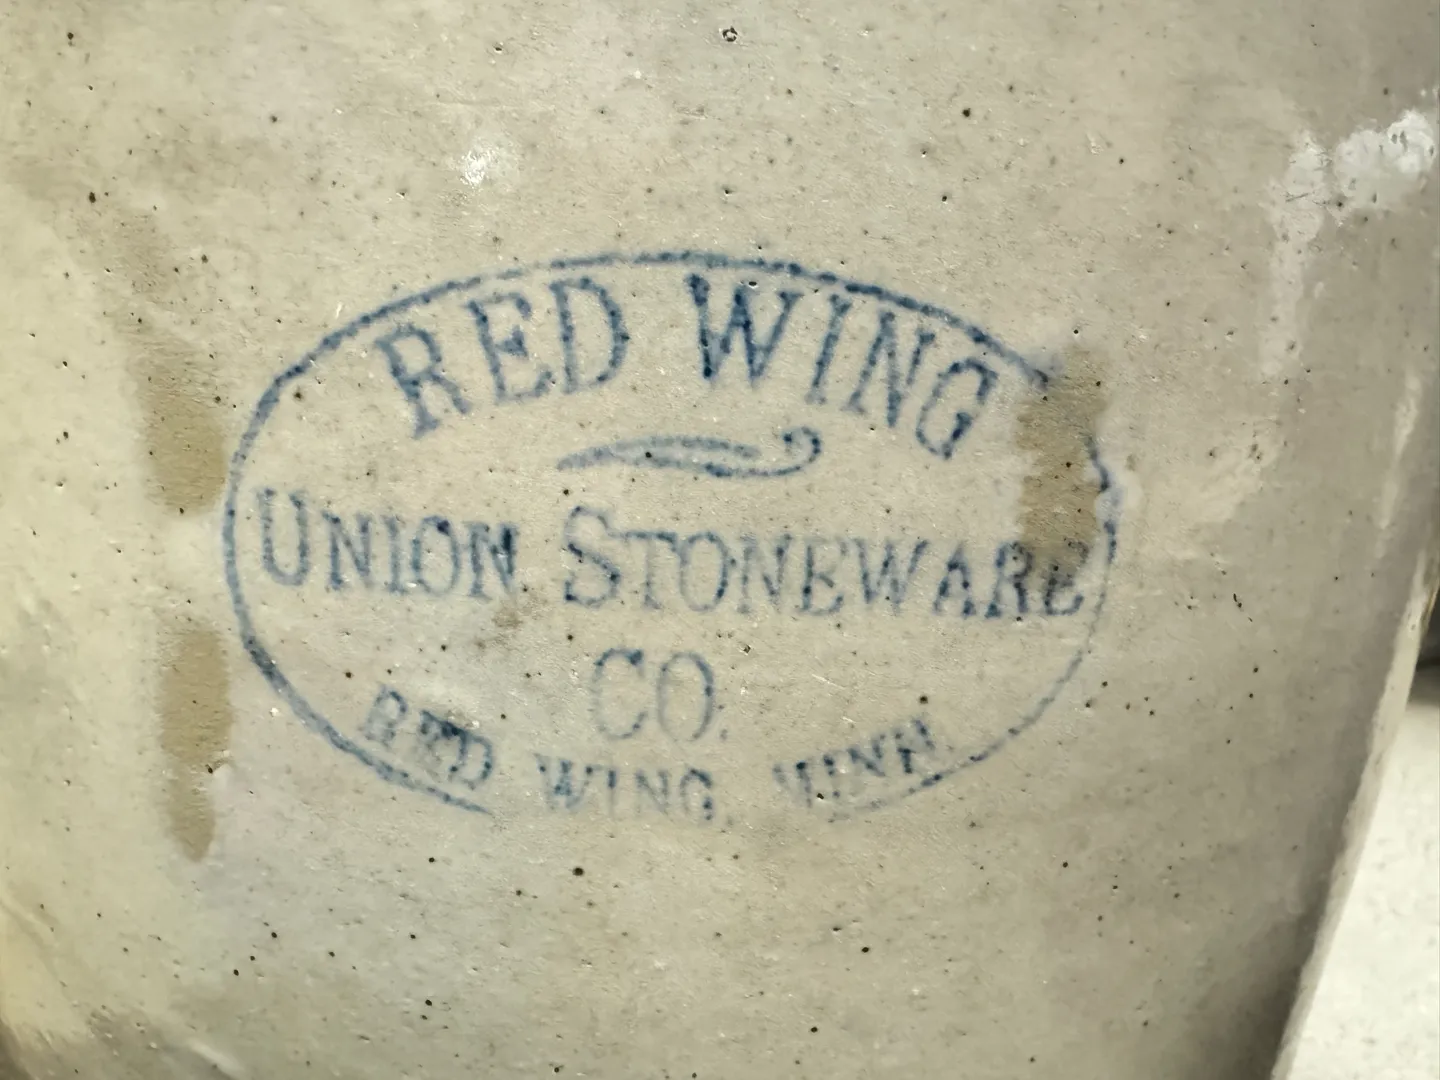 RED WING
UNION STONEWARE
CO.
RED WING, MINN.